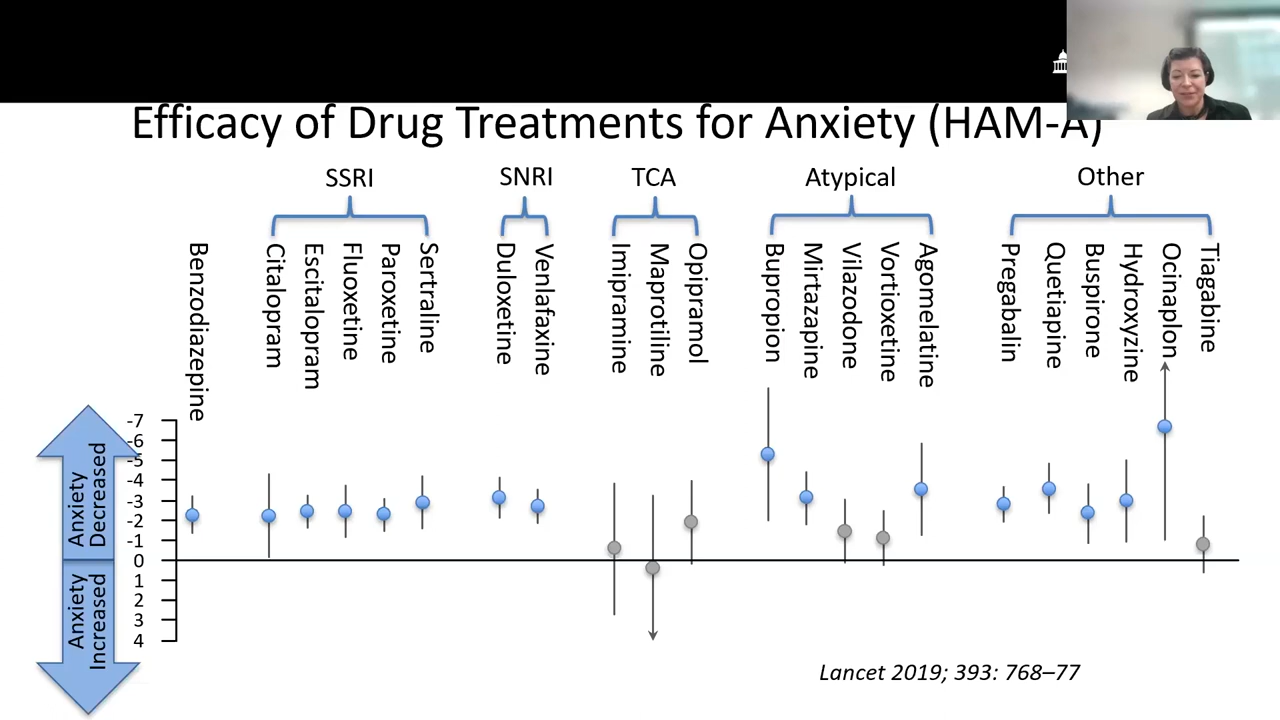 Efficacy of Drug Treatments for Anxiety (HAM-A)
SSRI
SNRI
TCA
Atypical
Other
Benzodiazepine
Citalopram
Escitalopram
Fluoxetine
Paroxetine
Sertraline
Duloxetine
Venlafaxine
Imipramine
Maprotiline
Opipramol
Bupropion
Mirtazapine
Vilazodone
Vortioxetine
Agomelatine
Pregabalin
Quetiapine
Buspirone
Hydroxyzine
Ocinaplon
Tiagabine
Anxiety
Decreased
Anxiety
Increased
-7
-6
-5
-4
-3
-2
-1
0
1
2
3
4
Lancet 2019; 393: 768–77